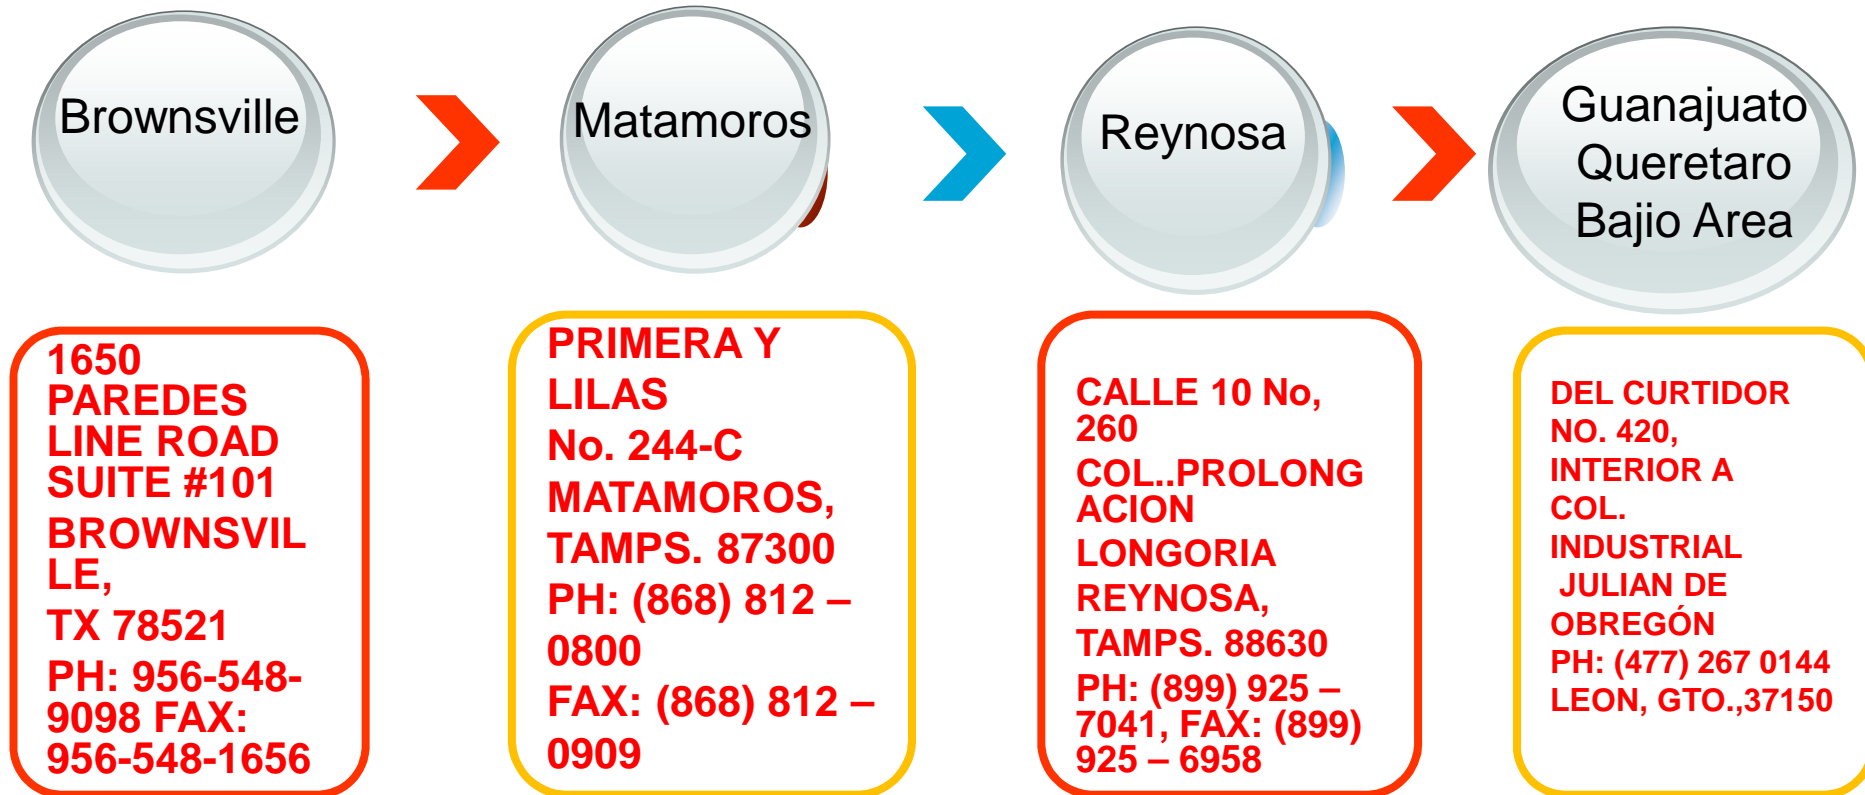 Brownsville
Matamoros
Reynosa
Guanajuato
Queretaro
Bajio Area
1650
PAREDES
LINE ROAD
SUITE #101
BROWNSVIL
LE,
TX 78521
PH: 956-548-
9098 FAX:
956-548-1656
PRIMERA Y
LILAS
No. 244-C
MATAMOROS,
TAMPS. 87300
PH: (868) 812 –
0800
FAX: (868) 812 –
0909
CALLE 10 No,
260
COL..PROLONG
ACION
LONGORIA
REYNOSA,
TAMPS. 88630
PH: (899) 925 –
7041, FAX: (899)
925 – 6958
DEL CURTIDOR
NO. 420,
INTERIOR A
COL.
INDUSTRIAL
JULIAN DE
OBREGÓN
PH: (477) 267 0144
LEON, GTO.,37150